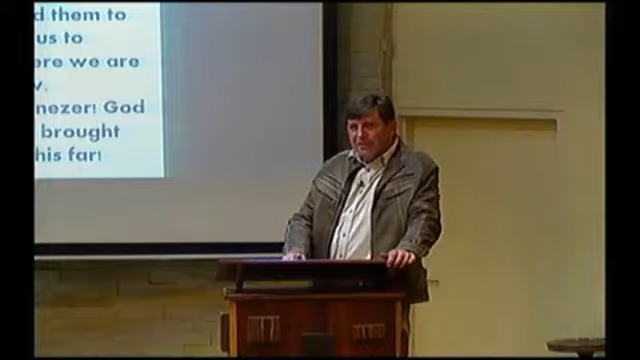 d them to
us to
ere we are
nezer! God
brought
his far!